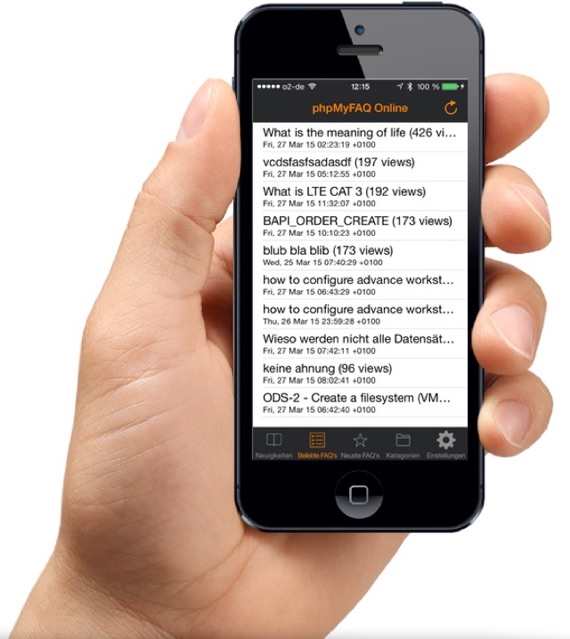 o2-de 12:15 100 %
phpMyFAQ Online
What is the meaning of life (426 vi...
Fri, 27 Mar 15 02:23:19 +0100
vcdsfasfsadasdf (197 views)
Fri, 27 Mar 15 05:12:55 +0100
What is LTE CAT 3 (192 views)
Fri, 27 Mar 15 11:32:07 +0100
BAPI_ORDER_CREATE (173 views)
Fri, 27 Mar 15 10:10:23 +0100
blub bla blib (173 views)
Wed, 25 Mar 15 07:40:29 +0100
how to configure advance workst...
Fri, 27 Mar 15 06:43:29 +0100
how to configure advance workst...
Thu, 26 Mar 15 23:59:28 +0100
Wieso werden nicht alle Datensät...
Fri, 27 Mar 15 07:42:11 +0100
keine ahnung (96 views)
Fri, 27 Mar 15 08:02:41 +0100
ODS-2 - Create a filesystem (VM...
Fri, 27 Mar 15 06:42:40 +0100
Neuigkeiten Beliebte FAQ's Neuste FAQ's Kategorien Einstellungen